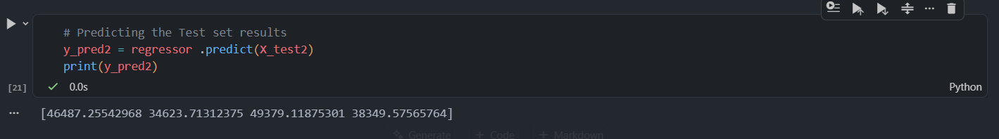 # Predicting the Test set results
y_pred2 = regressor .predict(X_test2)
print(y_pred2)
[21]
0.0s
Python
[46487.25542968 34623.71312375 49379.11875301 38349.57565764]
Generate
Code
Markdown